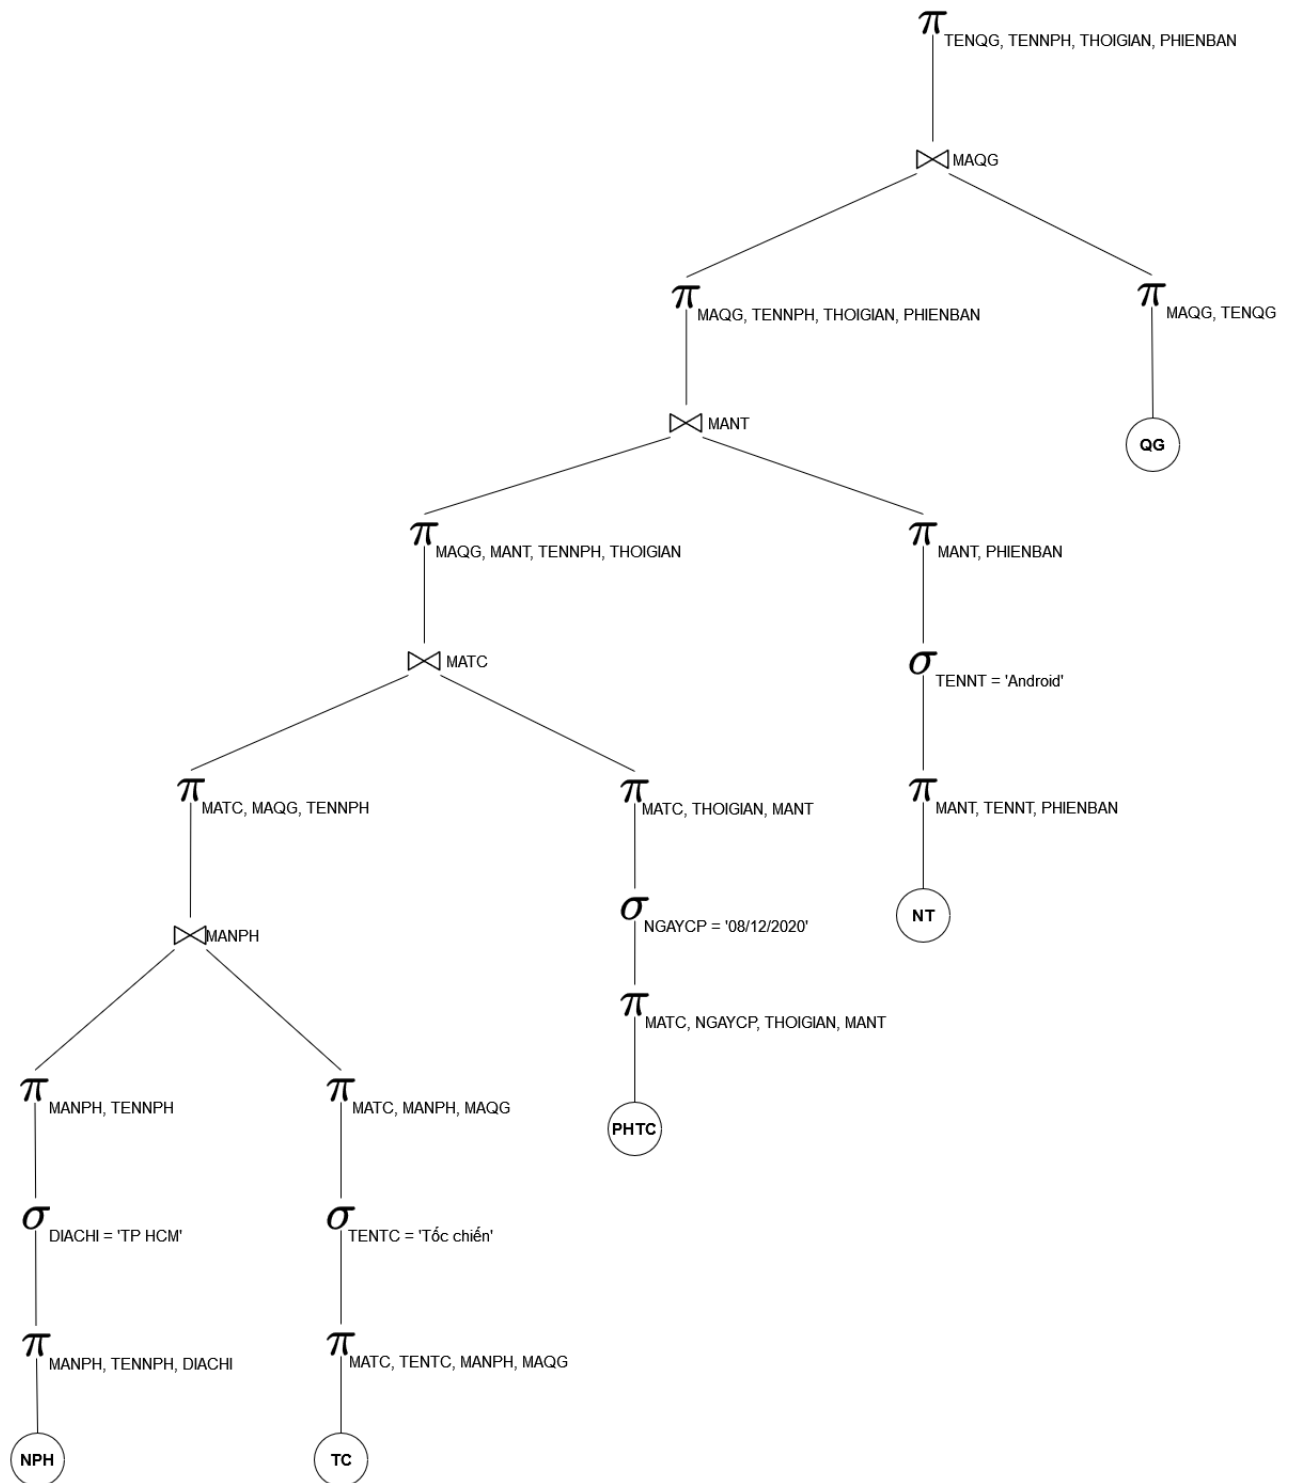 π TENQG, TENNPH, THOIGIAN, PHIENBAN
MAQG
π MAQG, TENNPH, THOIGIAN, PHIENBAN
π MAQG, TENQG
MANT
QG
π MAQG, MANT, TENNPH, THOIGIAN
π MANT, PHIENBAN
MATC
σ TENNT = 'Android'
π MATC, MAQG, TENNPH
π MATC, THOIGIAN, MANT
π MANT, TENNT, PHIENBAN
σ NGAYCP = '08/12/2020'
NT
MANPH
π MATC, NGAYCP, THOIGIAN, MANT
π MANPH, TENNPH
π MATC, MANPH, MAQG
PHTC
σ DIACHI = 'TP HCM'
σ TENTC = 'Tốc chiến'
π MANPH, TENNPH, DIACHI
π MATC, TENTC, MANPH, MAQG
NPH
TC